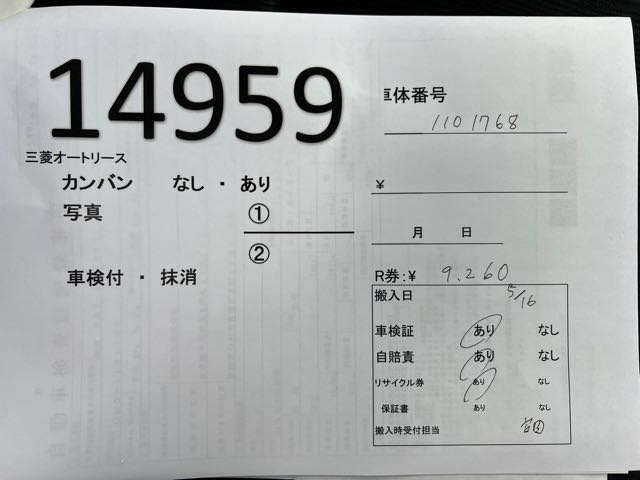 14959
三菱オートリース
カンバン なし ・ あり
写真 ①
②
車検付 ・ 抹消
車体番号
1101768
¥
月 日
R券:¥ 9.260
搬入日 5/16
車検証 あり なし
自賠責 あり なし
リサイクル券 あり なし
保証書 あり なし
搬入時受付担当